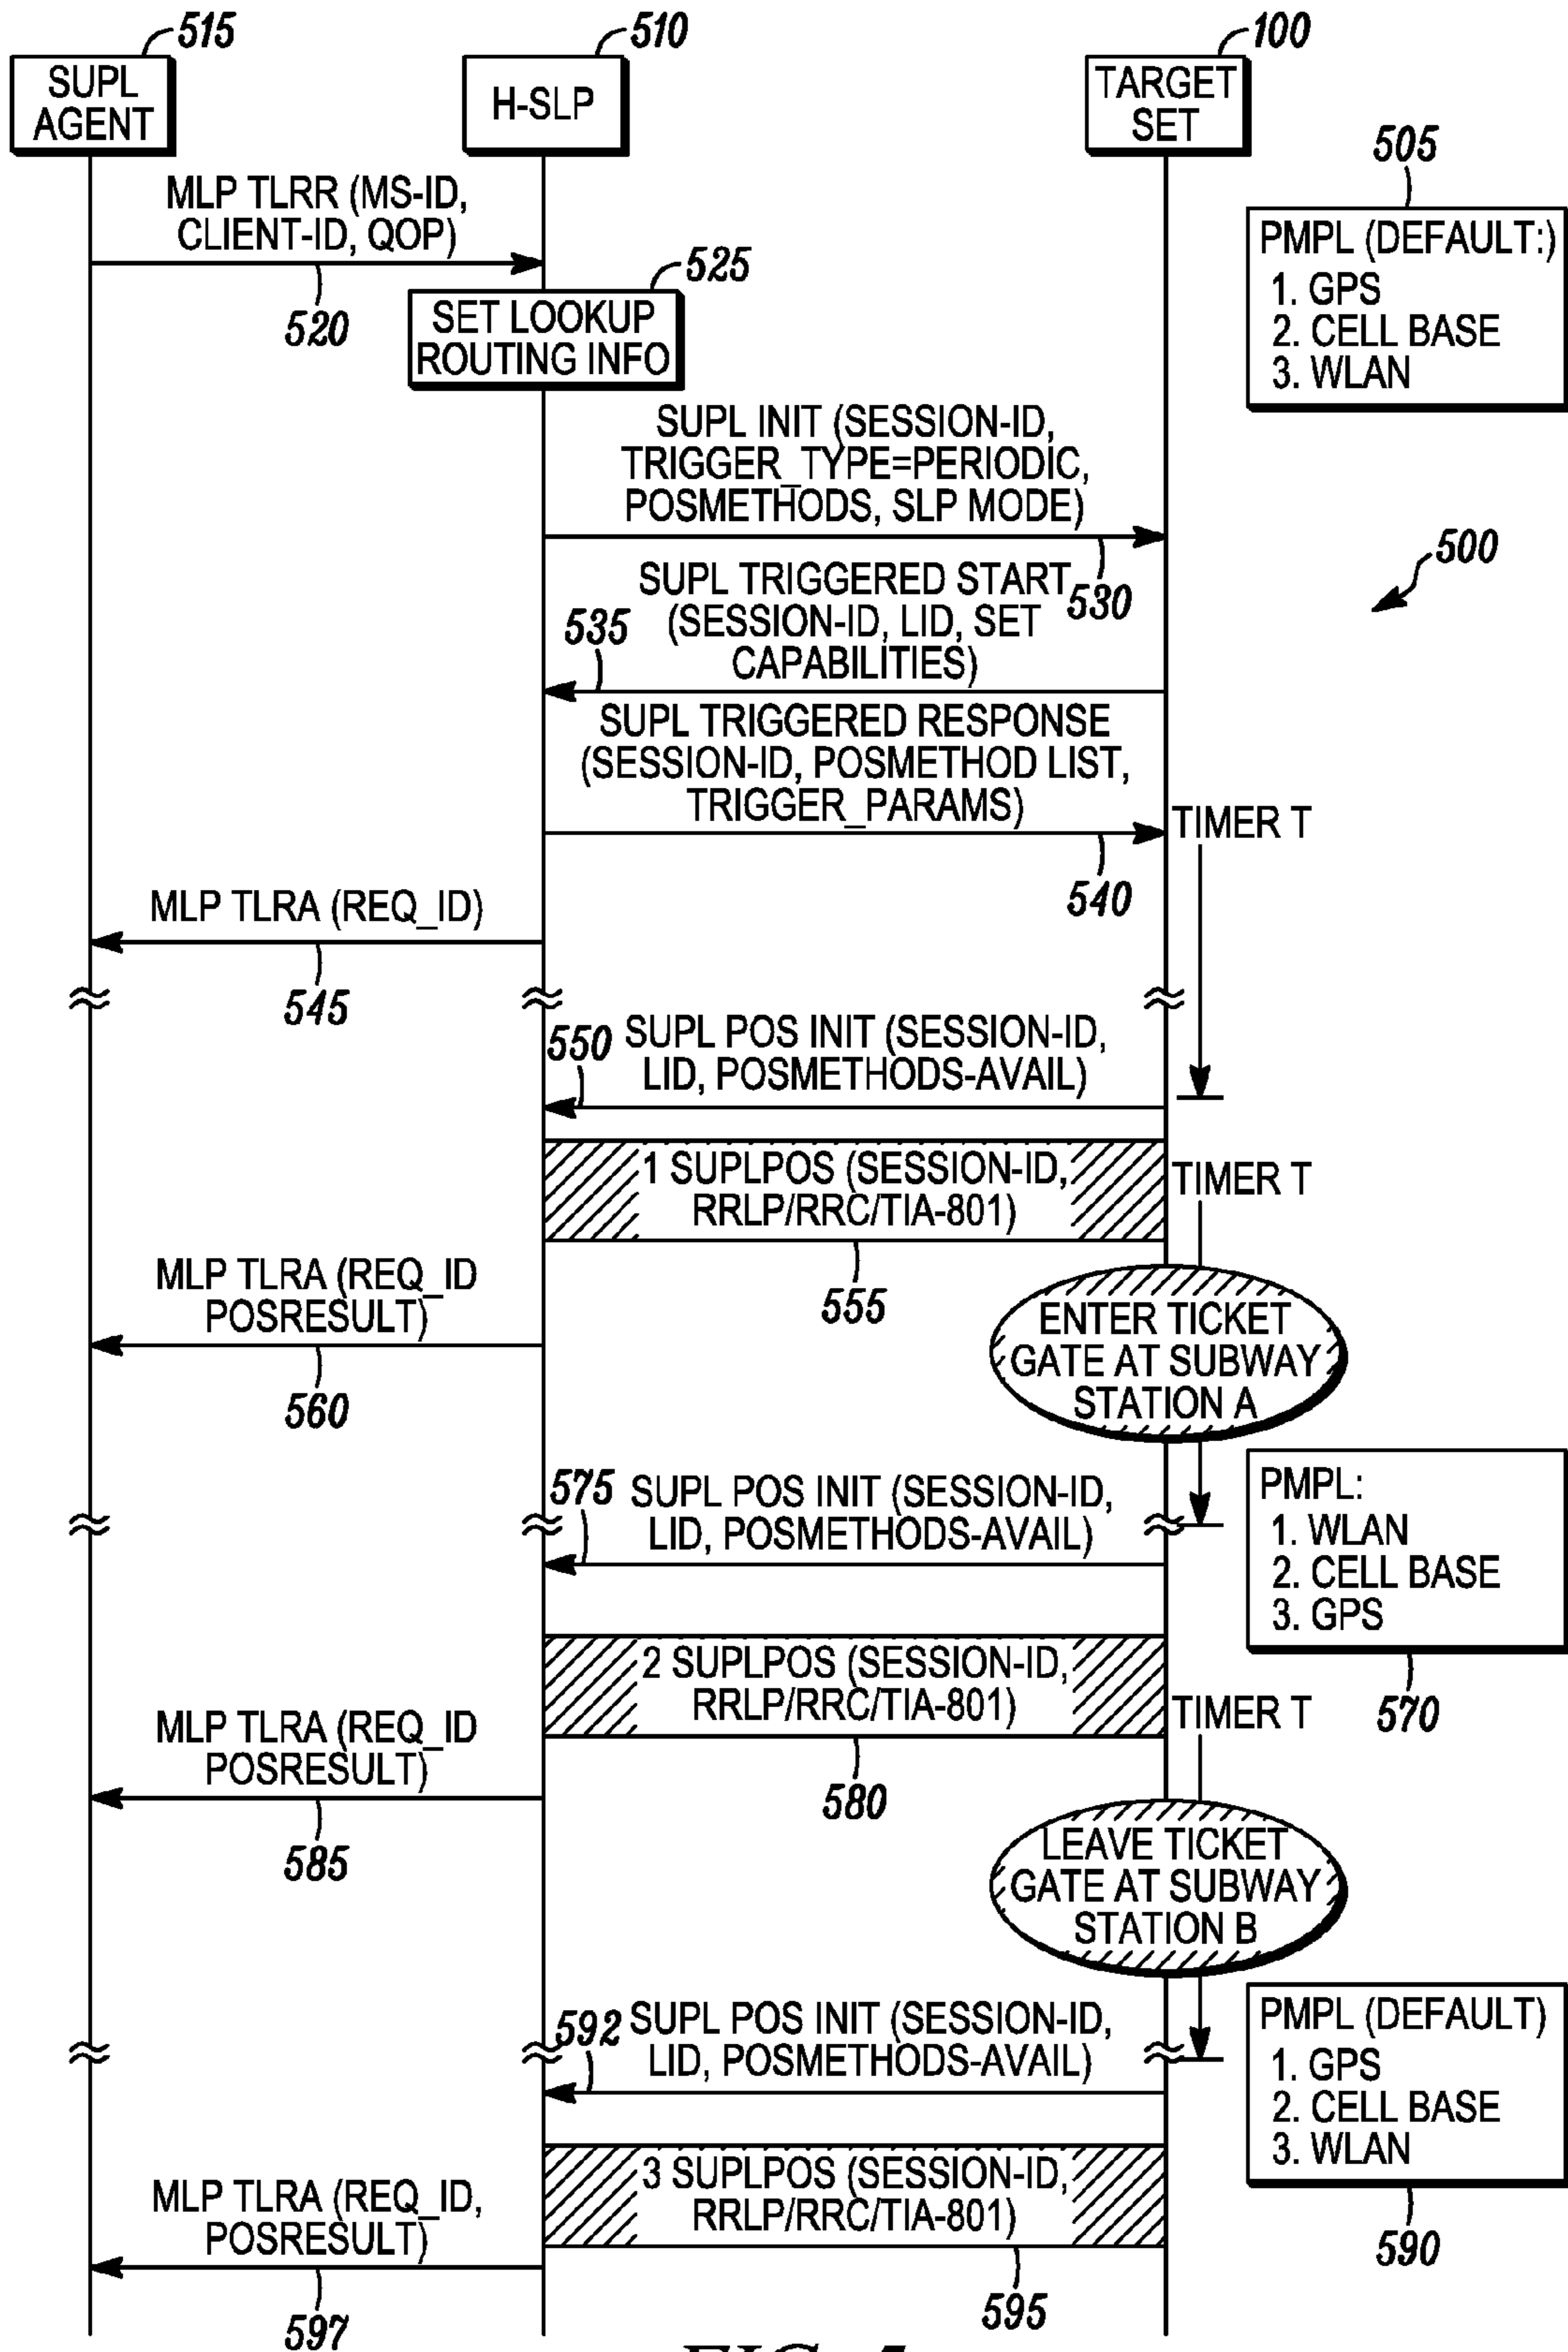 515
510
100
SUPL
AGENT
H-SLP
TARGET
SET
505
MLP TLRR (MS-ID,
CLIENT-ID, QOP)
520
PMPL (DEFAULT:)
1. GPS
2. CELL BASE
3. WLAN
525
SET LOOKUP
ROUTING INFO
SUPL INIT (SESSION-ID,
TRIGGER_TYPE=PERIODIC,
POSMETHODS, SLP MODE)
530
500
SUPL TRIGGERED START
(SESSION-ID, LID, SET
CAPABILITIES)
535
SUPL TRIGGERED RESPONSE
(SESSION-ID, POSMETHOD LIST,
TRIGGER_PARAMS)
540
TIMER T
MLP TLRA (REQ_ID)
545
550
SUPL POS INIT (SESSION-ID,
LID, POSMETHODS-AVAIL)
1 SUPLPOS (SESSION-ID,
RRLP/RRC/TIA-801)
555
TIMER T
MLP TLRA (REQ_ID
POSRESULT)
560
ENTER TICKET
GATE AT SUBWAY
STATION A
575
SUPL POS INIT (SESSION-ID,
LID, POSMETHODS-AVAIL)
PMPL:
1. WLAN
2. CELL BASE
3. GPS
570
2 SUPLPOS (SESSION-ID,
RRLP/RRC/TIA-801)
580
TIMER T
MLP TLRA (REQ_ID
POSRESULT)
585
LEAVE TICKET
GATE AT SUBWAY
STATION B
592
SUPL POS INIT (SESSION-ID,
LID, POSMETHODS-AVAIL)
PMPL (DEFAULT)
1. GPS
2. CELL BASE
3. WLAN
590
3 SUPLPOS (SESSION-ID,
RRLP/RRC/TIA-801)
595
MLP TLRA (REQ_ID,
POSRESULT)
597